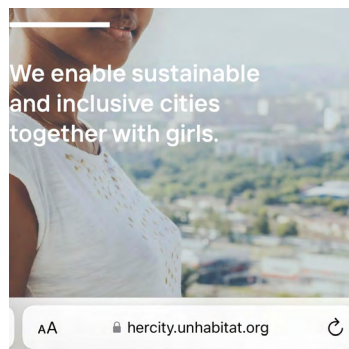 We enable sustainable
and inclusive cities
together with girls.
AA hercity.unhabitat.org